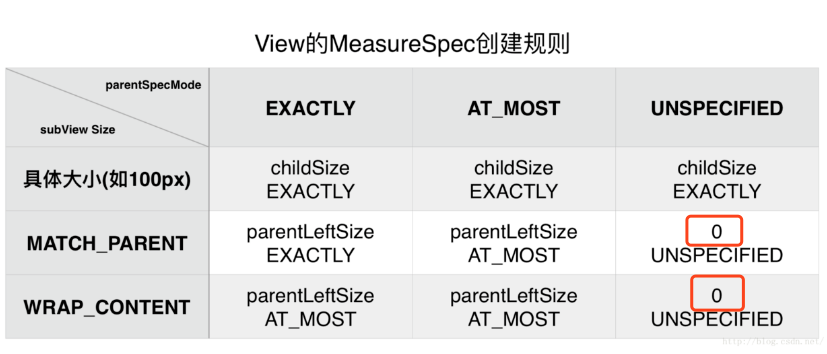 View的MeasureSpec创建规则
parentSpecMode
subView Size
EXACTLY
AT_MOST
UNSPECIFIED
具体大小(如100px)
childSize
EXACTLY
childSize
EXACTLY
childSize
EXACTLY
MATCH_PARENT
parentLeftSize
EXACTLY
parentLeftSize
AT_MOST
0
UNSPECIFIED
WRAP_CONTENT
parentLeftSize
AT_MOST
parentLeftSize
AT_MOST
0
UNSPECIFIED
http://blog.csdn.net/